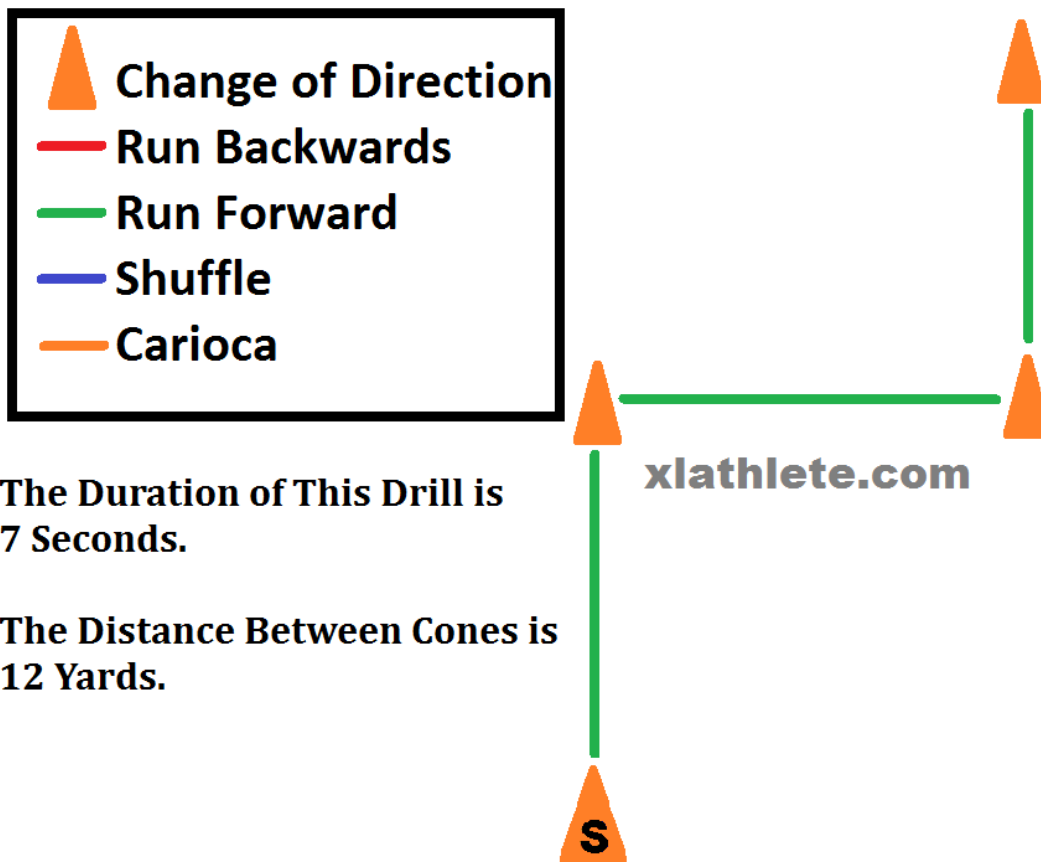 Change of Direction
Run Backwards
Run Forward
Shuffle
Carioca
xlathlete.com
The Duration of This Drill is
7 Seconds.
The Distance Between Cones is
12 Yards.
S